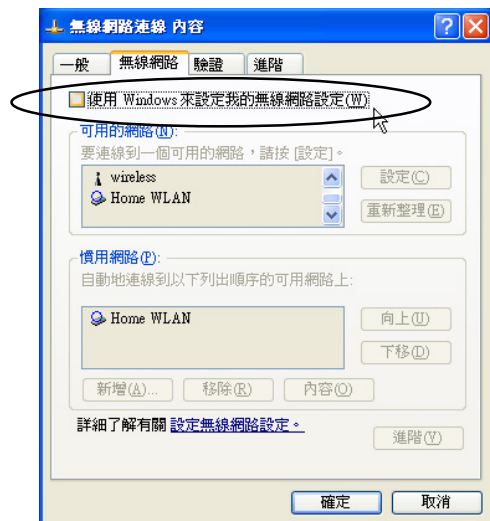 無線網路連線 內容
一般 無線網路 驗證 進階
使用 Windows 來設定我的無線網路設定(W)
可用的網路(N):
要連線到一個可用的網路，請按 [設定]。
wireless
Home WLAN
設定(C)
重新整理(E)
慣用網路(P):
自動地連線到以下列出順序的可用網路上:
Home WLAN
向上(U)
下移(D)
新增(A)... 移除(R) 內容(O)
詳細了解有關 設定無線網路設定。
進階(V)
確定 取消